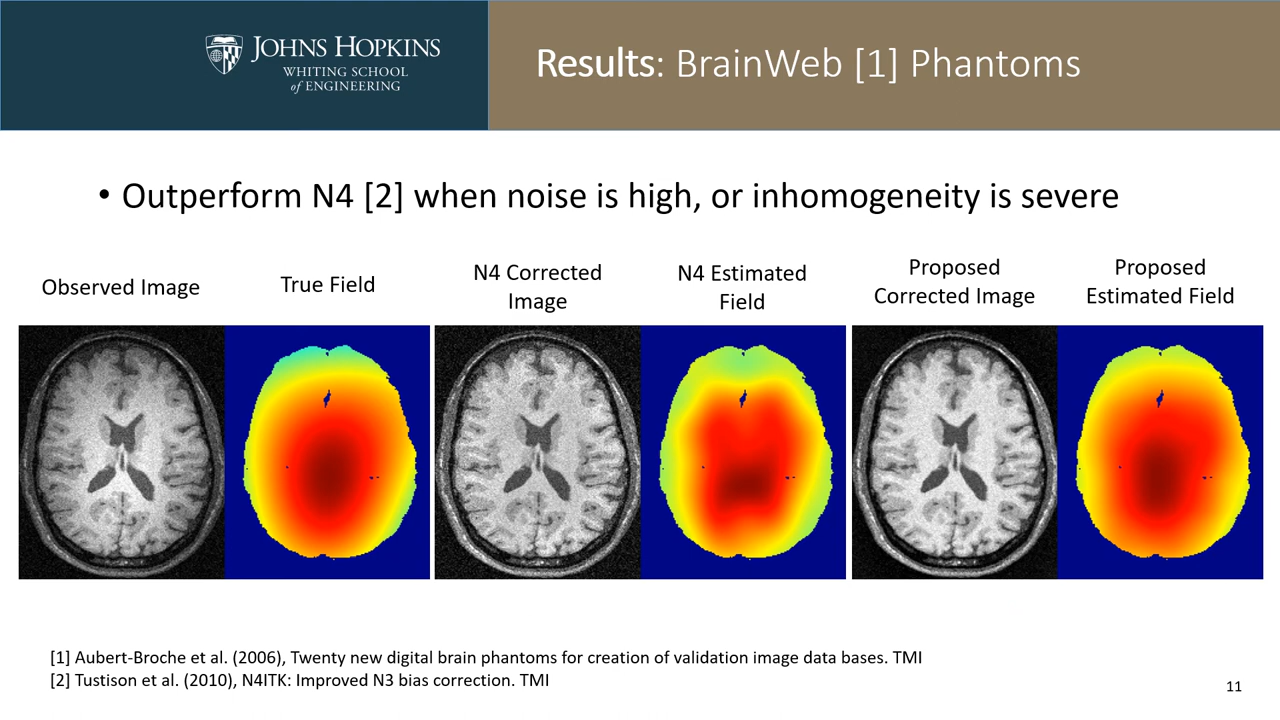 JOHNS HOPKINS
WHITING SCHOOL
of ENGINEERING
Results: BrainWeb [1] Phantoms
• Outperform N4 [2] when noise is high, or inhomogeneity is severe
Observed Image
True Field
N4 Corrected
Image
N4 Estimated
Field
Proposed
Corrected Image
Proposed
Estimated Field
[1] Aubert-Broche et al. (2006), Twenty new digital brain phantoms for creation of validation image data bases. TMI
[2] Tustison et al. (2010), N4ITK: Improved N3 bias correction. TMI
11